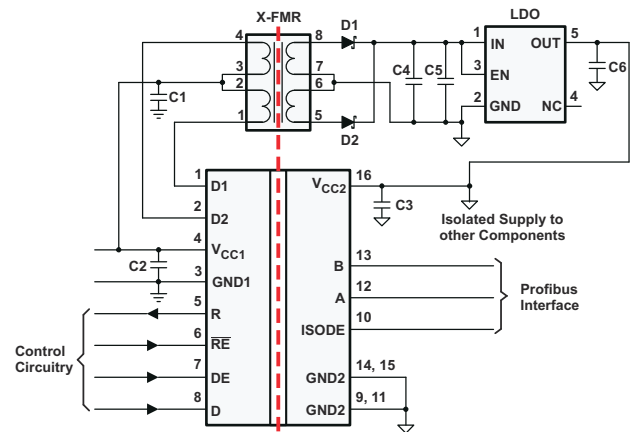 X-FMR
LDO
4
8
D1
1
IN
OUT
5
3
7
C4
C5
3
EN
C6
C1
2
6
2
GND
NC
4
1
5
D2
1
D1
16
VCC2
2
D2
C3
Isolated Supply to
other Components
4
VCC1
C2
3
GND1
13
B
5
R
12
A
Profibus
Interface
6
RE
10
ISODE
Control
Circuitry
7
DE
14, 15
GND2
8
D
9, 11
GND2